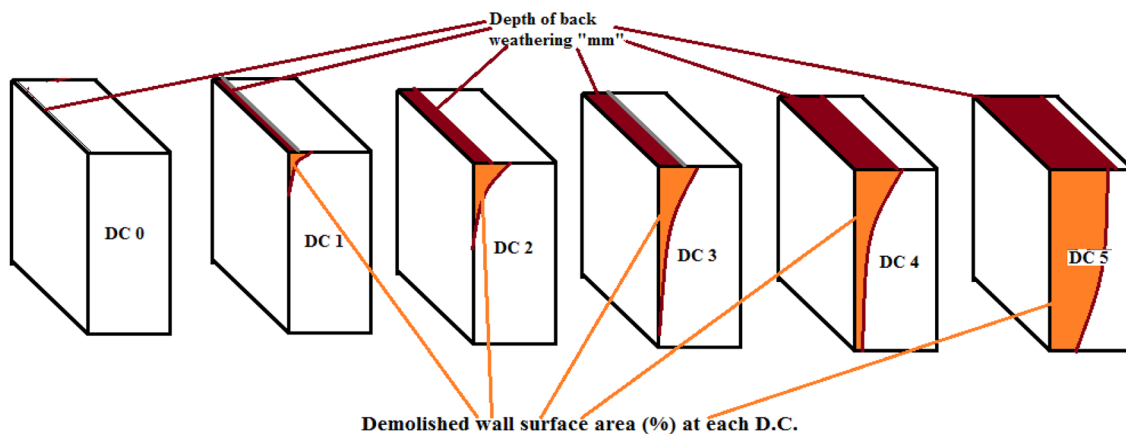 Depth of back
weathering "mm"
DC 0
DC 1
DC 2
DC 3
DC 4
DC 5
Demolished wall surface area (%) at each D.C.